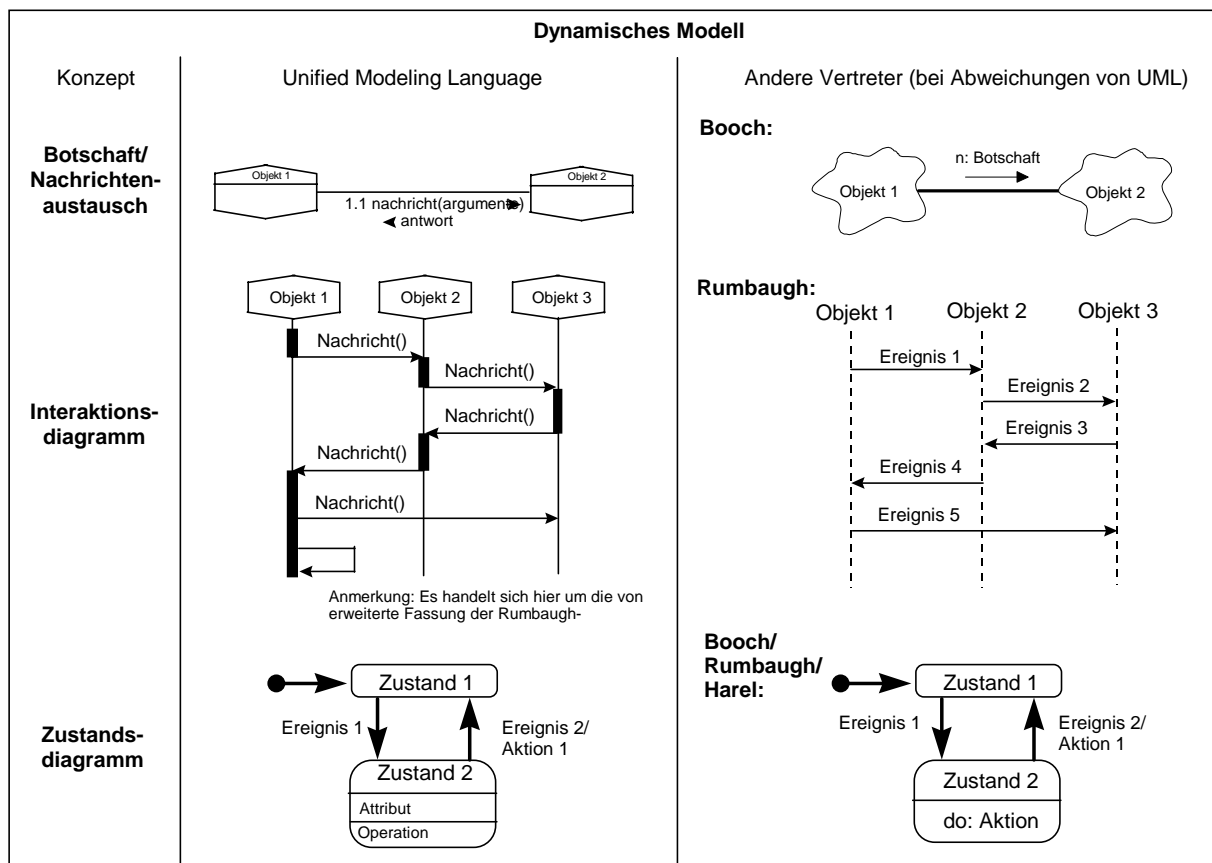 Dynamisches Modell
Konzept
Unified Modeling Language
Andere Vertreter (bei Abweichungen von UML)
Botschaft/
Nachrichten-
austausch
Objekt 1
Objekt 2
1.1 nachricht(argumente)
antwort
Booch:
n: Botschaft
Objekt 1
Objekt 2
Interaktions-
diagramm
Objekt 1
Objekt 2
Objekt 3
Nachricht()
Nachricht()
Nachricht()
Nachricht()
Nachricht()
Anmerkung: Es handelt sich hier um die von
erweiterte Fassung der Rumbaugh-
Rumbaugh:
Objekt 1
Objekt 2
Objekt 3
Ereignis 1
Ereignis 2
Ereignis 3
Ereignis 4
Ereignis 5
Zustands-
diagramm
Zustand 1
Ereignis 1
Ereignis 2/
Aktion 1
Zustand 2
Attribut
Operation
Booch/
Rumbaugh/
Harel:
Zustand 1
Ereignis 1
Ereignis 2/
Aktion 1
Zustand 2
do: Aktion